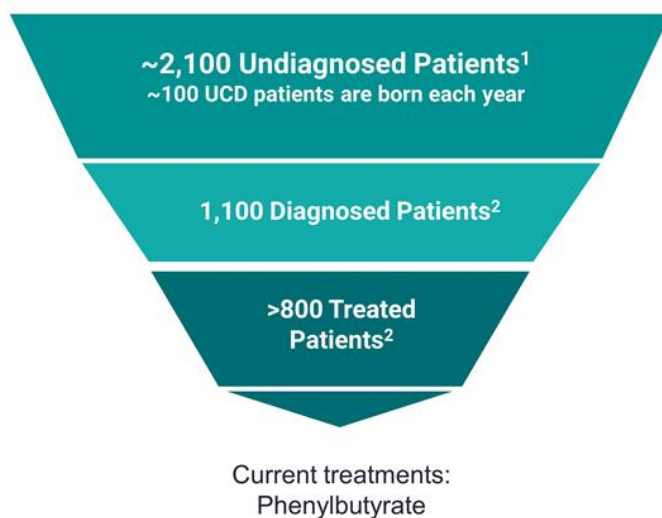 ~2,100 Undiagnosed Patients¹
~100 UCD patients are born each year
1,100 Diagnosed Patients²
>800 Treated
Patients²
Current treatments:
Phenylbutyrate